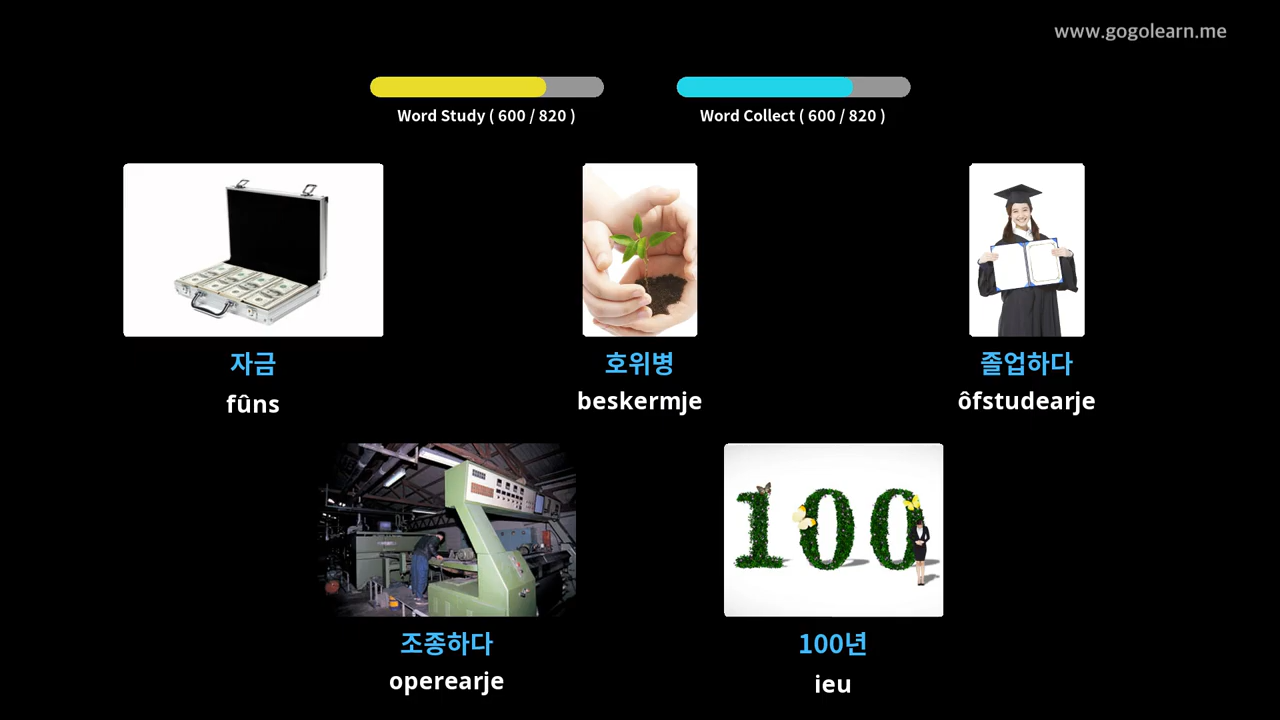 www.gogolearn.me
Word Study ( 600 / 820 )
Word Collect ( 600 / 820 )
자금
fûns
호위병
beskermje
졸업하다
ôfstudearje
조종하다
operearje
100년
ieu
100